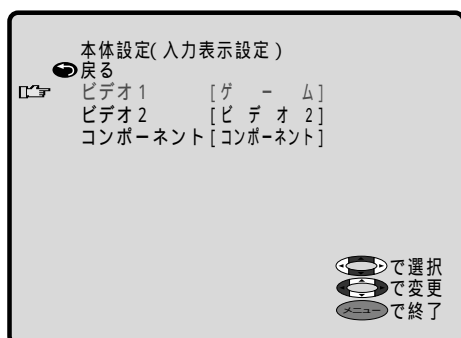 本体設定(入力表示設定)
戻る
ビデオ1 [ゲーム]
ビデオ2 [ビデオ2]
コンポーネント[コンポーネント]
で選択
で変更
メニュー で終了